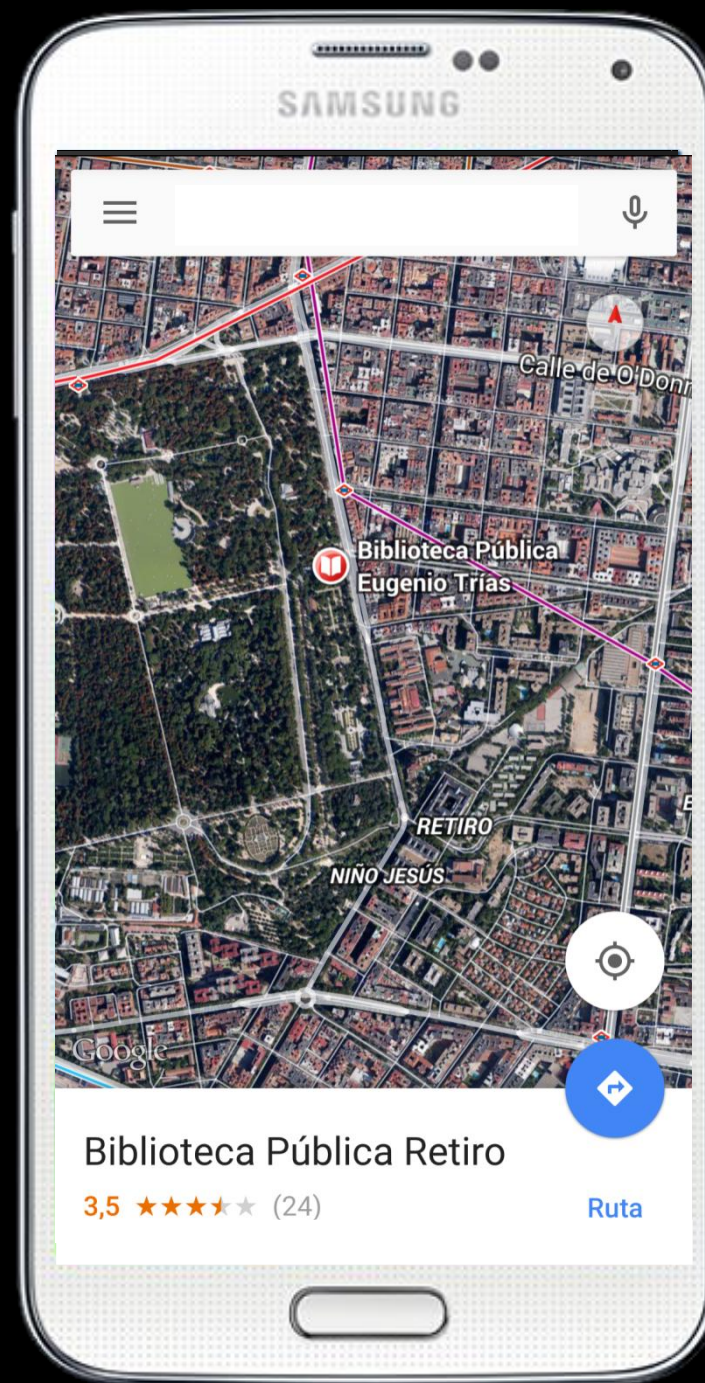 SAMSUNG
Calle de O'Donn
Biblioteca Pública
Eugenio Trías
RETIRO
E
NIÑO JESÚS
Google
Biblioteca Pública Retiro
3,5 (24)
Ruta